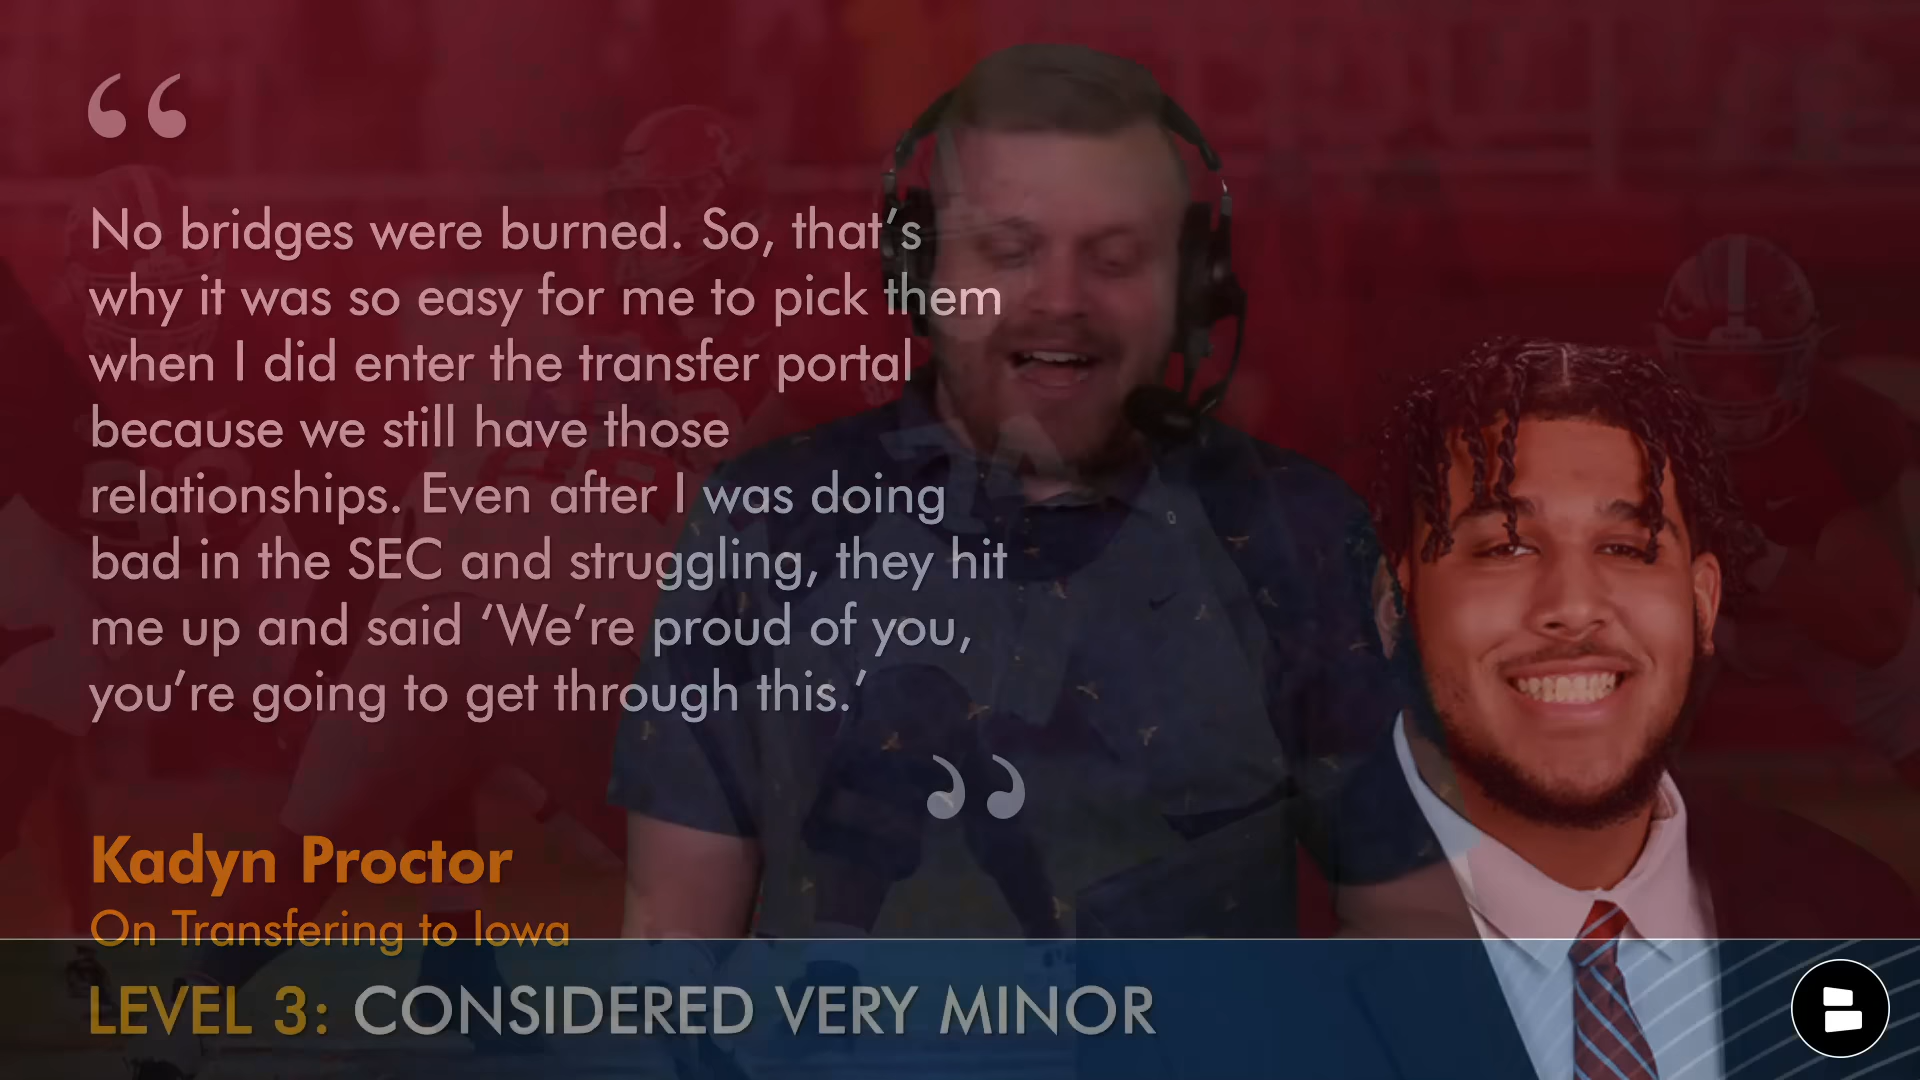 “
No bridges were burned. So, that’s
why it was so easy for me to pick them
when I did enter the transfer portal
because we still have those
relationships. Even after I was doing
bad in the SEC and struggling, they hit
me up and said ‘We’re proud of you,
you’re going to get through this.’
”
Kadyn Proctor
On Transfering to Iowa
LEVEL 3: CONSIDERED VERY MINOR